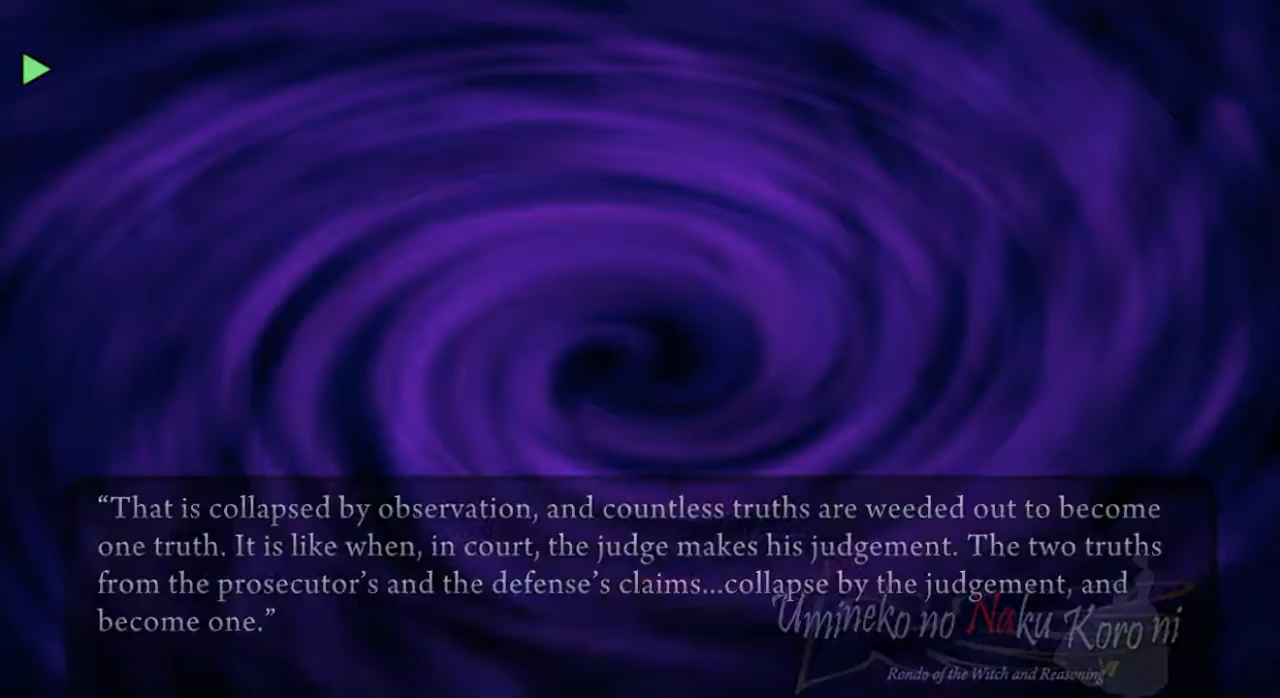 “That is collapsed by observation, and countless truths are weeded out to become
one truth. It is like when, in court, the judge makes his judgement. The two truths
from the prosecutor’s and the defense’s claims...collapse by the judgement, and
become one.”
Umineko no Naku Koro ni
Rondo of the Witch and Reasoning